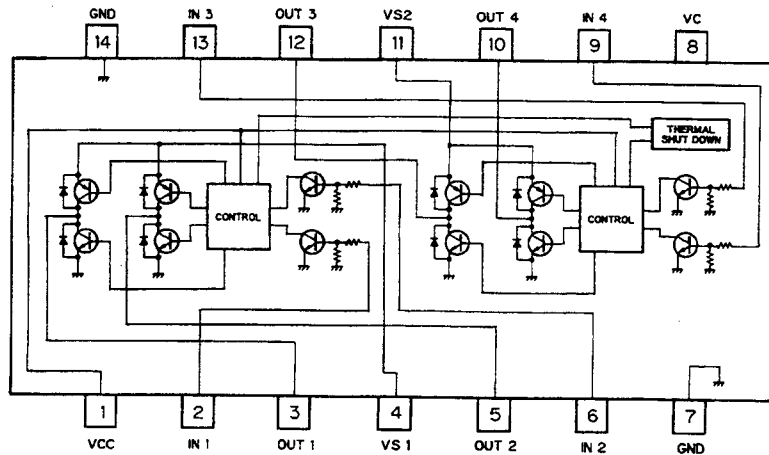 GND IN 3 OUT 3 VS2 OUT 4 IN 4 VC
14 13 12 11 10 9 8
THERMAL
SHUT DOWN
CONTROL CONTROL
1 2 3 4 5 6 7
VCC IN 1 OUT 1 VS 1 OUT 2 IN 2 GND